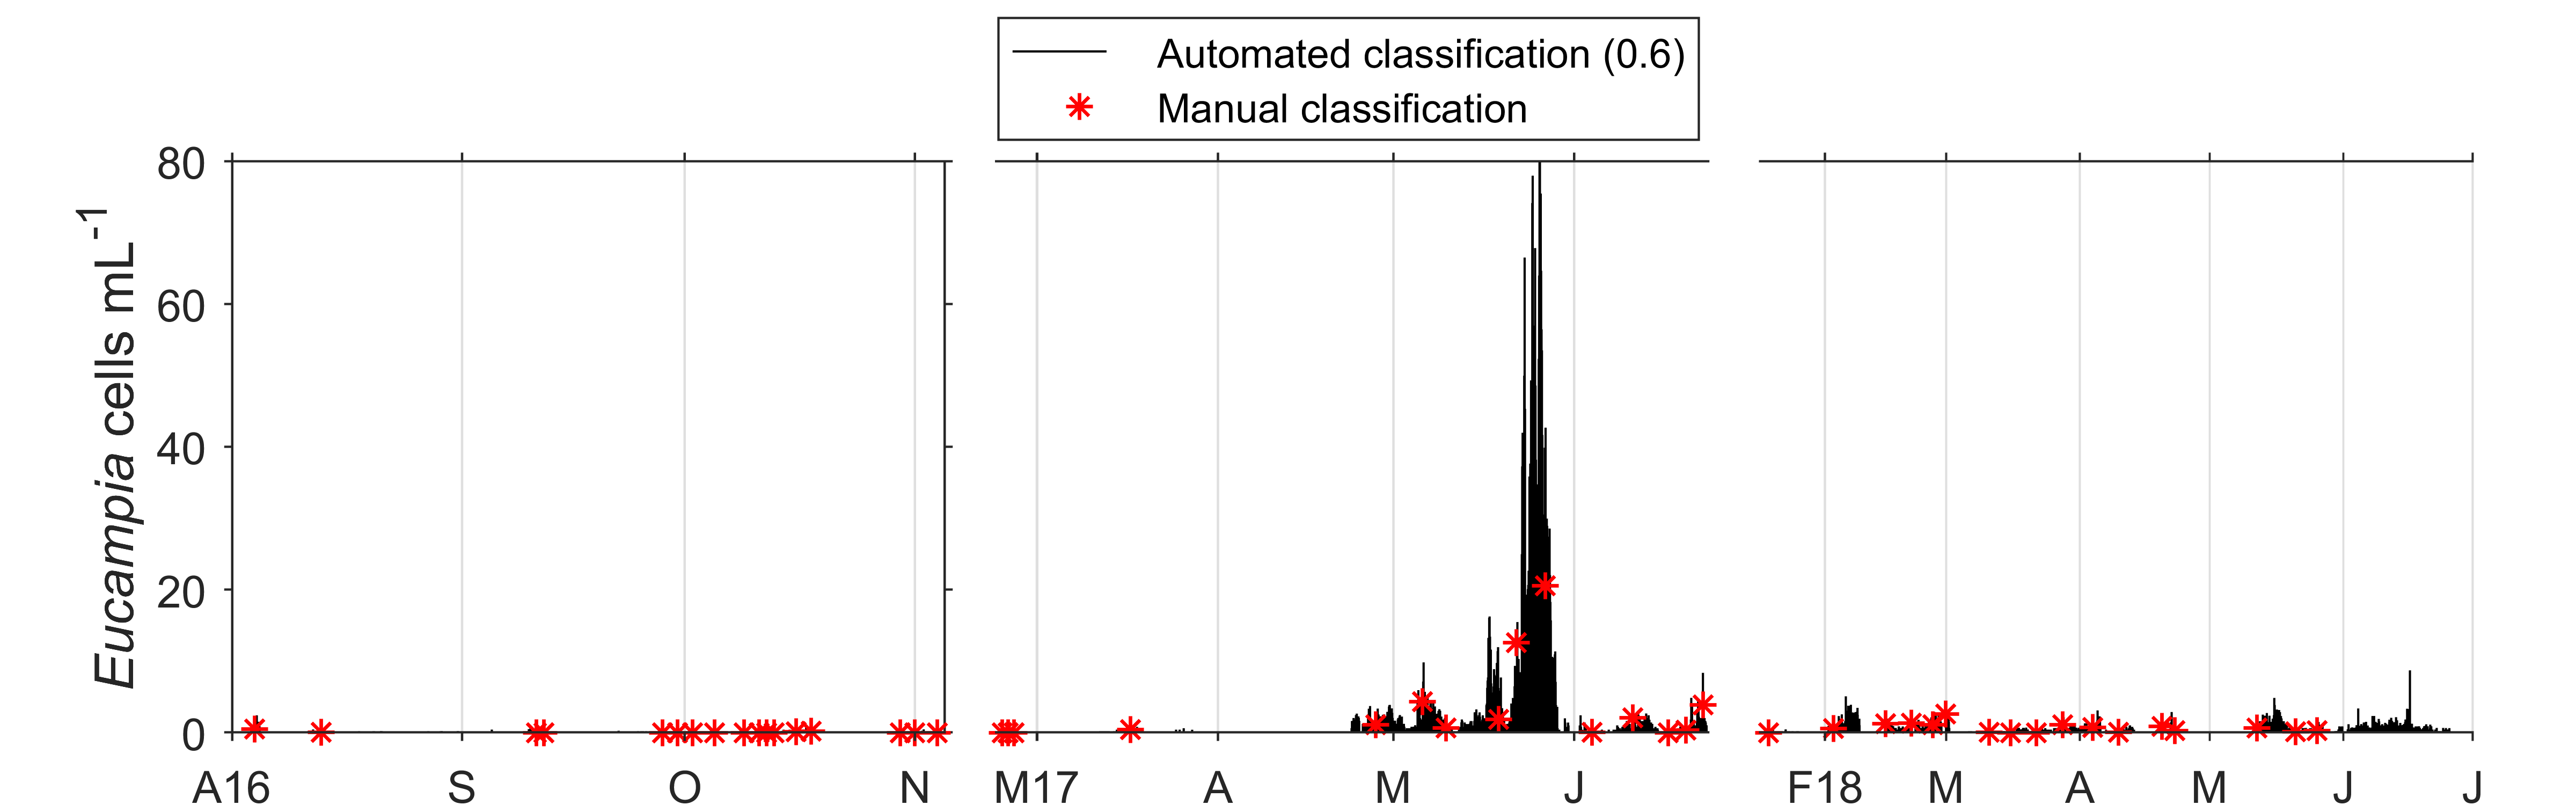 Automated classification (0.6)
Manual classification
Eucampia cells mL-1
80
60
40
20
0
A16 S O N M17 A M J F18 M A M J J